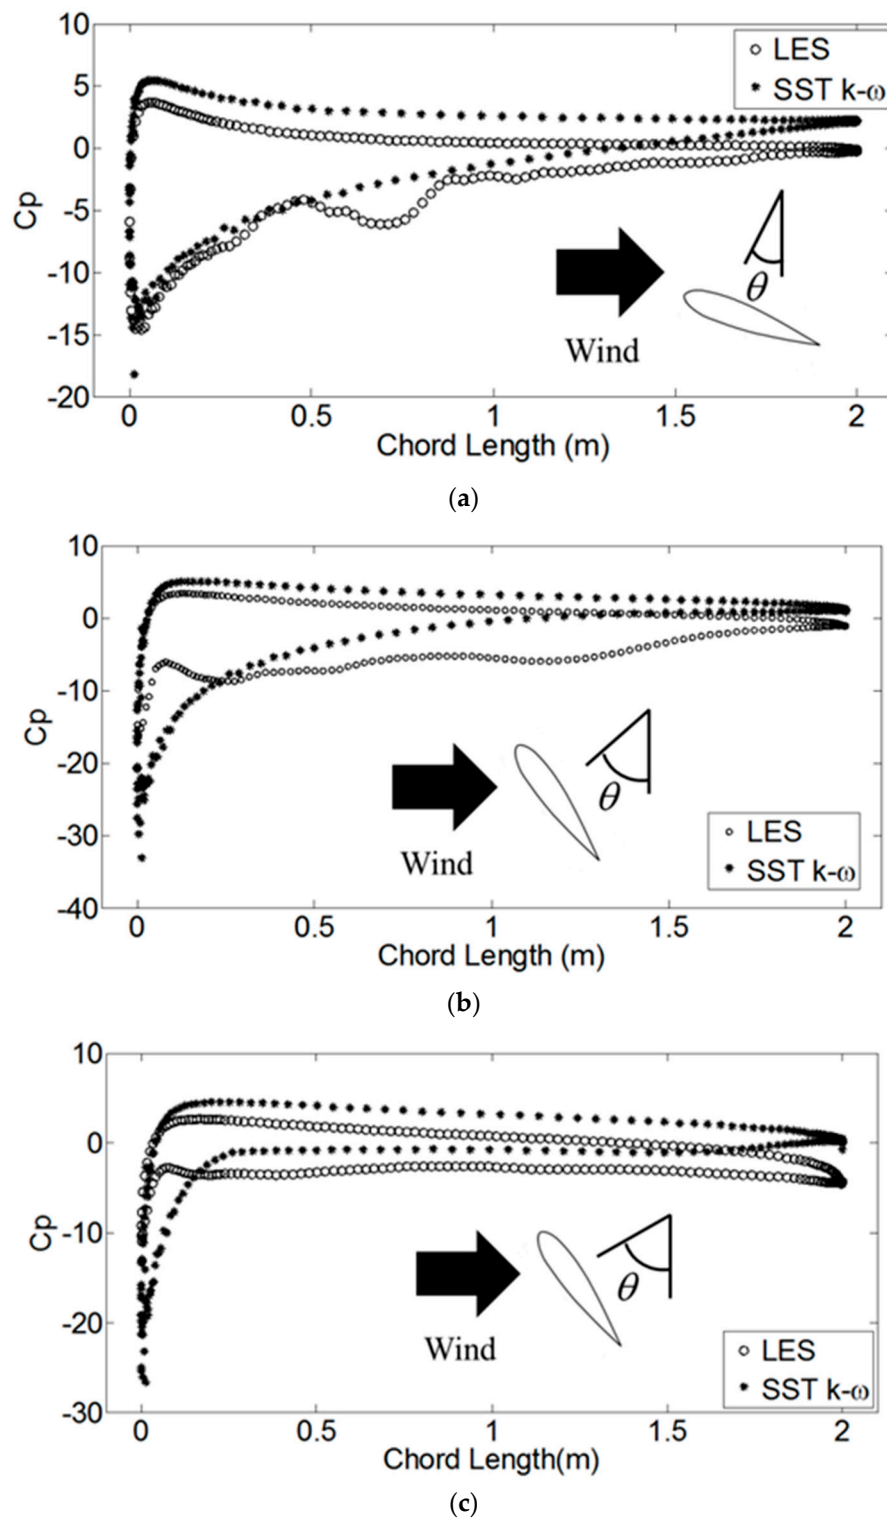 10
5
0
-5
-10
-15
-20
Cp
LES
SST k-ω
θ
Wind
0 0.5 1 1.5 2
Chord Length (m)
(a)
10
0
-10
-20
-30
-40
Cp
θ
Wind
LES
SST k-ω
0 0.5 1 1.5 2
Chord Length (m)
(b)
10
0
-10
-20
-30
Cp
θ
Wind
LES
SST k-ω
0 0.5 1 1.5 2
Chord Length(m)
(c)